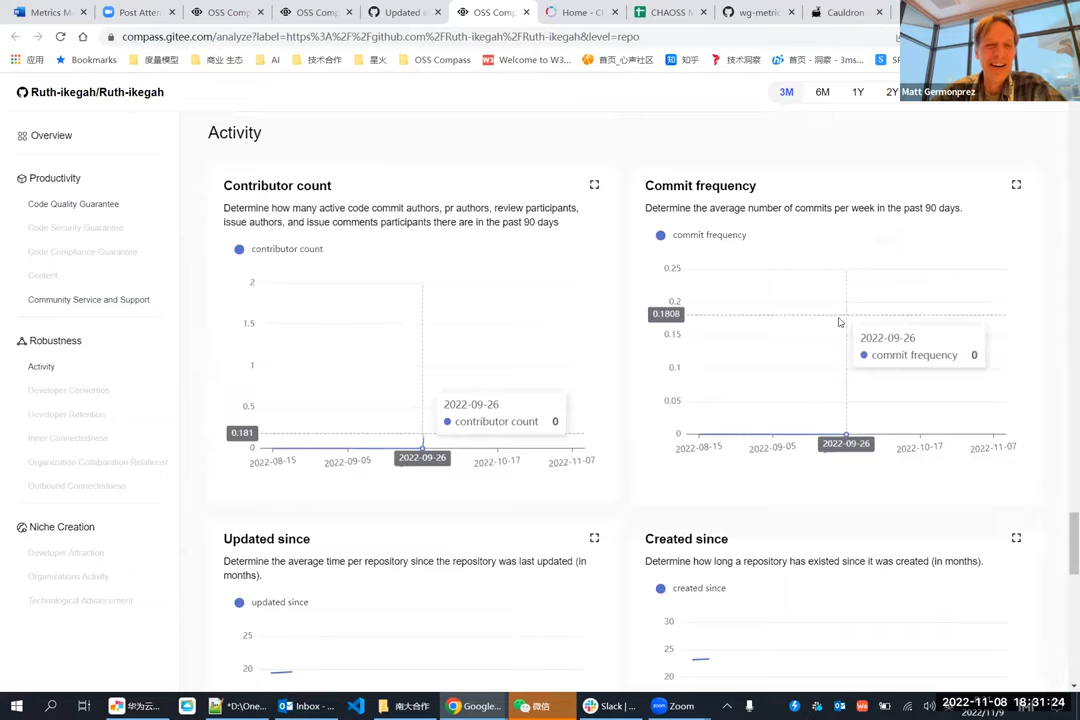 Metrics M
Post Atten
OSS Comp
OSS Comp
Updated s
OSS Comp
Home - C
CHAOSS M
wg-metric
Cauldron
compass.gitee.com/analyze?label=https%3A%2F%2Fgithub.com%2FRuth-ikegah%2FRuth-ikegah&level=repo
应用
Bookmarks
度量模型
商业 生态
AI
技术合作
星火
OSS Compass
Welcome to W3...
首页_心声社区
知乎
技术洞察
首页 - 洞察 - 3ms...
Matt Germonprez
Ruth-ikegah/Ruth-ikegah
3M 6M 1Y 2Y
Overview
Productivity
Code Quality Guarantee
Code Security Guarantee
Code Compliance Guarantee
Content
Community Service and Support
Robustness
Activity
Developer Convention
Developer Retention
Inner Connectedness
Organization Collaboration Relationst
Outbound Connectedness
Niche Creation
Developer Attraction
Organizations Activity
Technological Advancement
Activity
Contributor count
Determine how many active code commit authors, pr authors, review participants,
issue authors, and issue comments participants there are in the past 90 days
contributor count
2
1.5
1
0.5
0.181
0
2022-09-26
contributor count 0
2022-08-15 2022-09-05 2022-09-26 2022-10-17 2022-11-07
Commit frequency
Determine the average number of commits per week in the past 90 days.
commit frequency
0.25
0.2
0.1808
0.15
0.1
0.05
0
2022-09-26
commit frequency 0
2022-08-15 2022-09-05 2022-09-26 2022-10-17 2022-11-07
Updated since
Determine the average time per repository since the repository was last updated (in
months).
updated since
25
20
Created since
Determine how long a repository has existed since it was created (in months).
created since
30
25
20
华为云...
*D:\One...
Inbox - ...
南大合作
Google...
微信
Slack | ...
Zoom
2022-11-08 18:31:24
2022/11/9